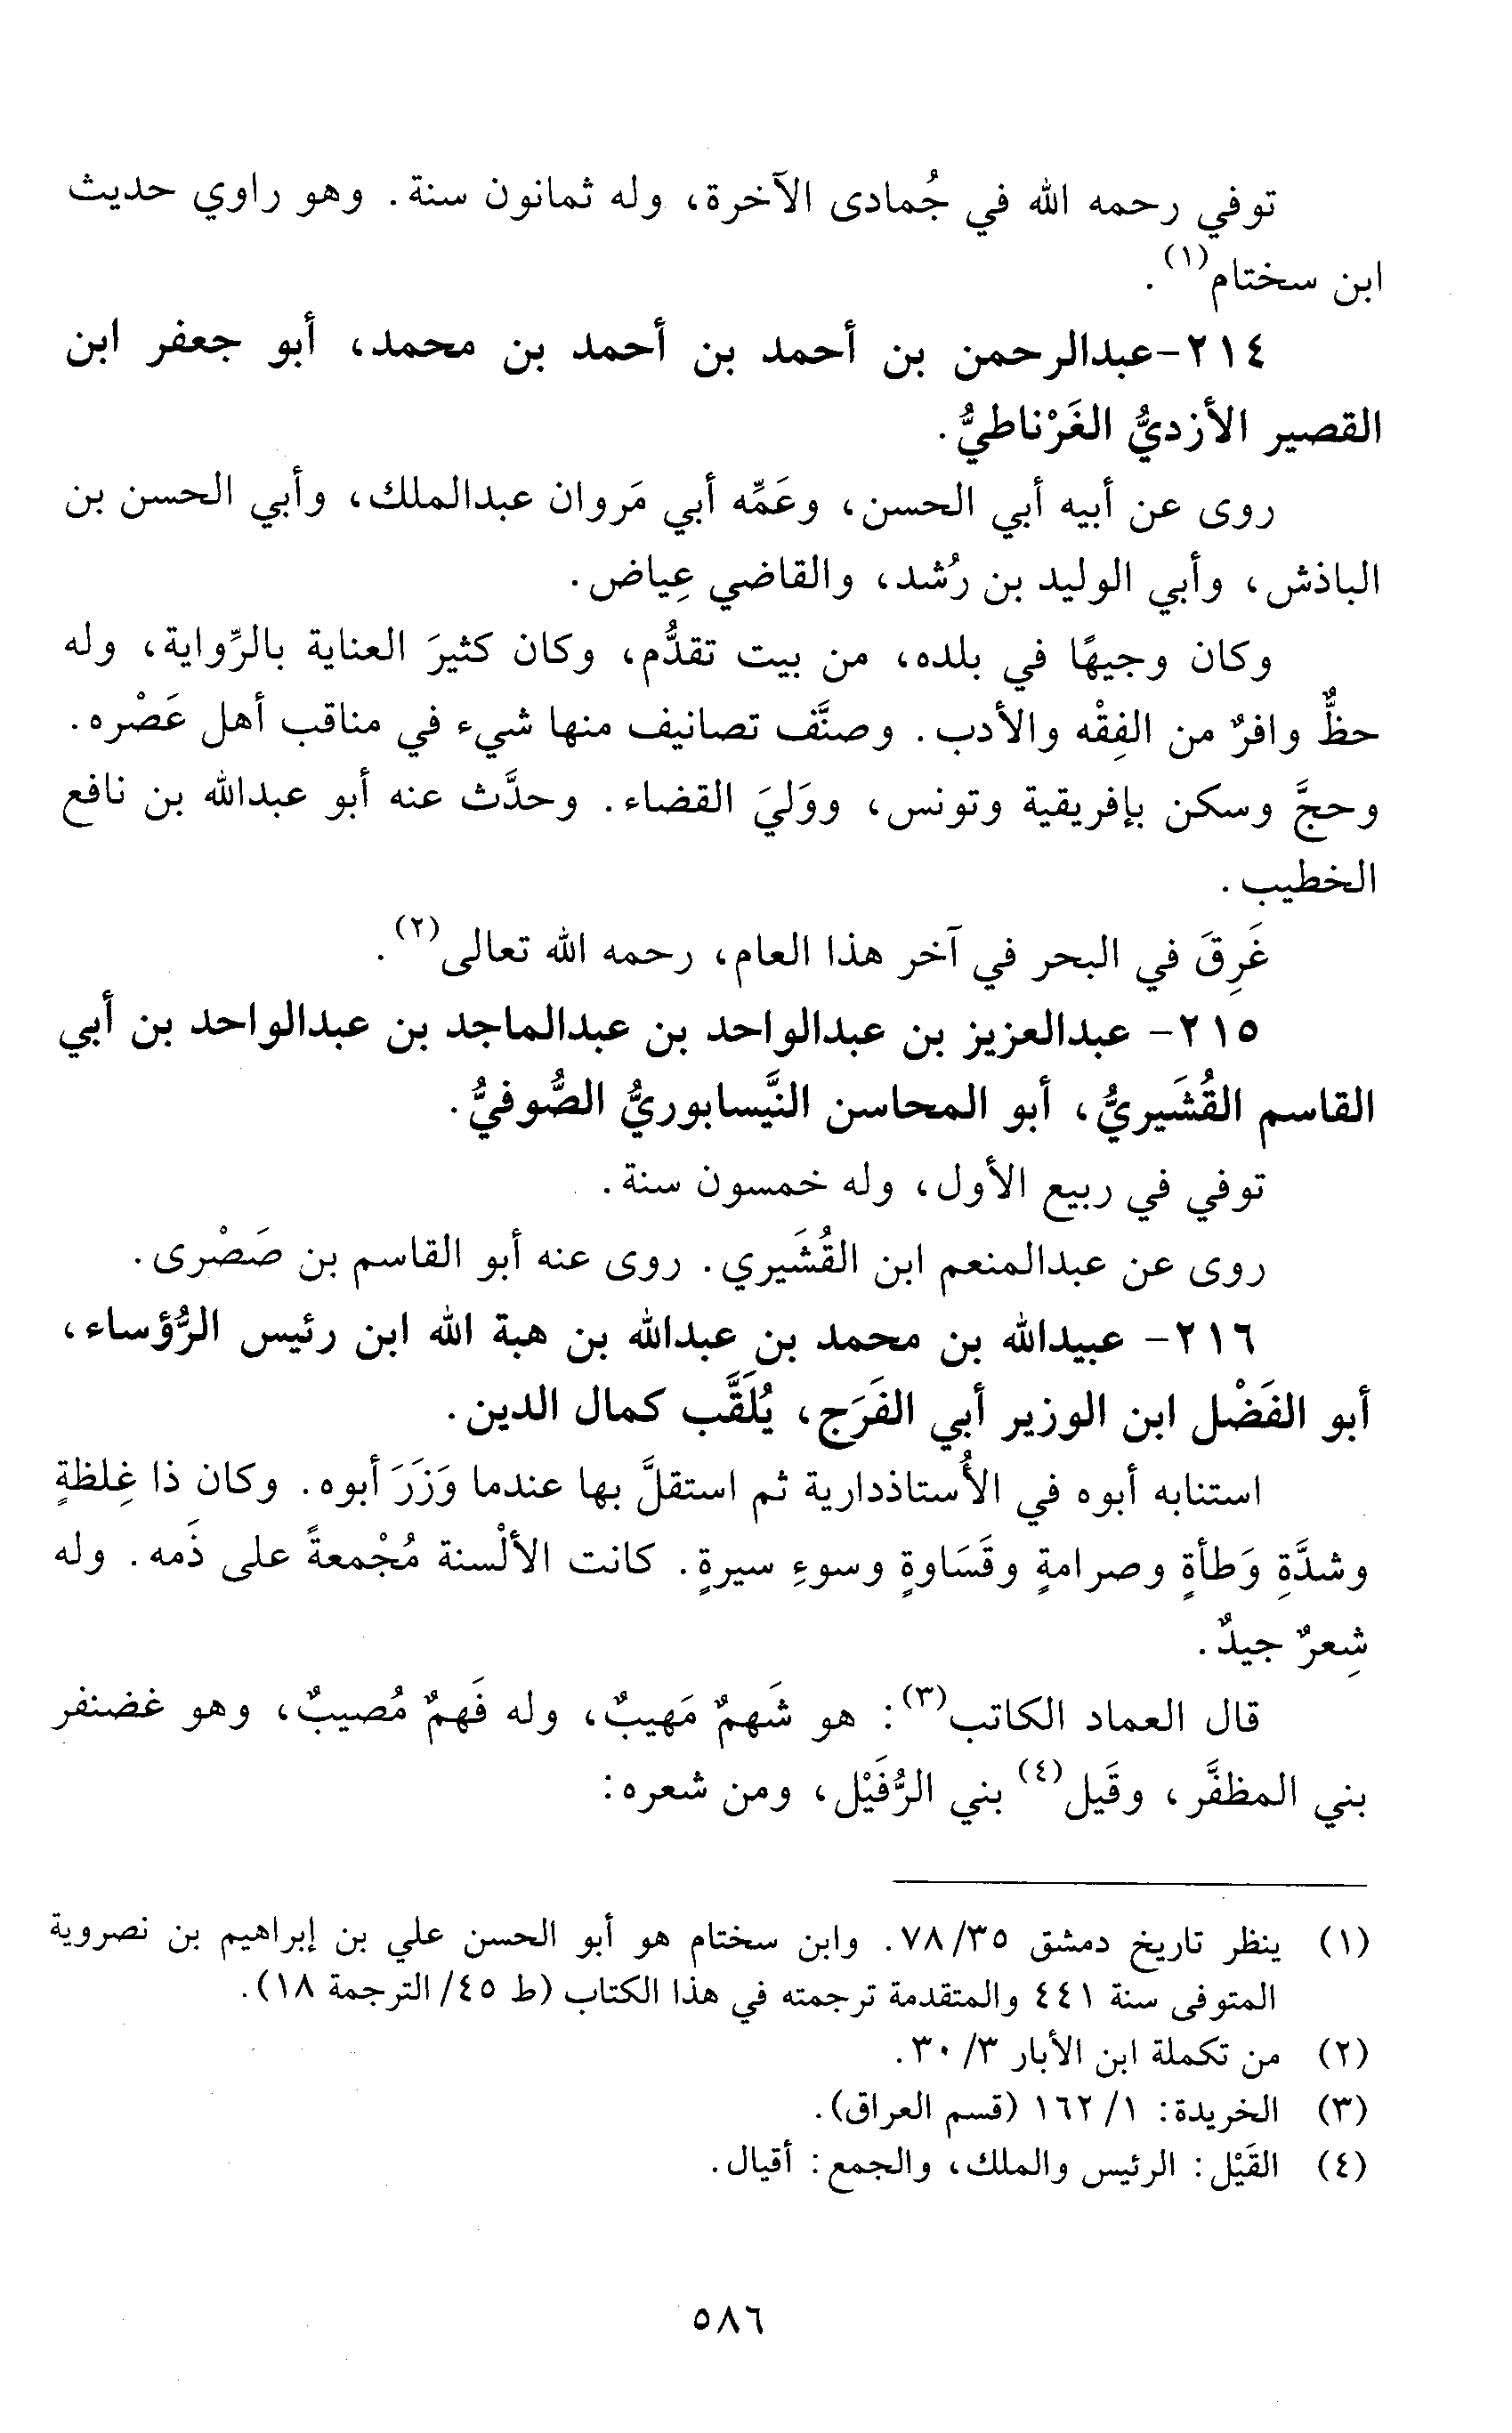 توفي رحمه الله في جُمادى الآخرة، وله ثمانون سنة. وهو راوي حديث
ابن سختام(١).
٢١٤-عبدالرحمن بن أحمد بن أحمد بن محمد، أبو جعفر ابن
القصير الأزديُّ الغَرْناطيُّ.
روى عن أبيه أبي الحسن، وعَمِّه أبي مَروان عبدالملك، وأبي الحسن بن
الباذش، وأبي الوليد بن رُشد، والقاضي عِياض.
وكان وجيهًا في بلده، من بيت تقدُّم، وكان كثيرَ العناية بالرِّواية، وله
حظٌّ وافرٌ من الفِقْه والأدب. وصنَّف تصانيف منها شيء في مناقب أهل عَصْره.
وحجَّ وسكن بإفريقية وتونس، ووَليَ القضاء. وحدَّث عنه أبو عبدالله بن نافع
الخطيب.
غَرِقَ في البحر في آخر هذا العام، رحمه الله تعالى(٢).
٢١٥- عبدالعزيز بن عبدالواحد بن عبدالماجد بن عبدالواحد بن أبي
القاسم القُشَيريُّ، أبو المحاسن النَّيسابوريُّ الصُّوفيُّ.
توفي في ربيع الأول، وله خمسون سنة.
روى عن عبدالمنعم ابن القُشَيري. روى عنه أبو القاسم بن صَصْرى.
٢١٦- عبيدالله بن محمد بن عبدالله بن هبة الله ابن رئيس الرُّؤساء،
أبو الفَضْل ابن الوزير أبي الفَرَج، يُلَقَّب كمال الدين.
استنابه أبوه في الأُستاذدارية ثم استقلَّ بها عندما وَزَرَ أبوه. وكان ذا غِلظةٍ
وشدَّةِ وَطأةٍ وصرامةٍ وقَسَاوةٍ وسوءِ سيرةٍ. كانت الألْسنة مُجْمعةً على ذَمه. وله
شِعرٌ جيدٌ.
قال العماد الكاتب(٣): هو شَهمٌ مَهيبٌ، وله فَهمٌ مُصيبٌ، وهو غضنفر
بني المظفَّر، وقَيل(٤) بني الرُّفَيْل، ومن شعره:
(١) ينظر تاريخ دمشق ٣٥/ ٧٨. وابن سختام هو أبو الحسن علي بن إبراهيم بن نصروية
المتوفى سنة ٤٤١ والمتقدمة ترجمته في هذا الكتاب (ط ٤٥/ الترجمة ١٨).
(٢) من تكملة ابن الأبار ٣/ ٣٠.
(٣) الخريدة: ١/ ١٦٢ (قسم العراق).
(٤) القَيْل: الرئيس والملك، والجمع: أقيال.
٥٨٦